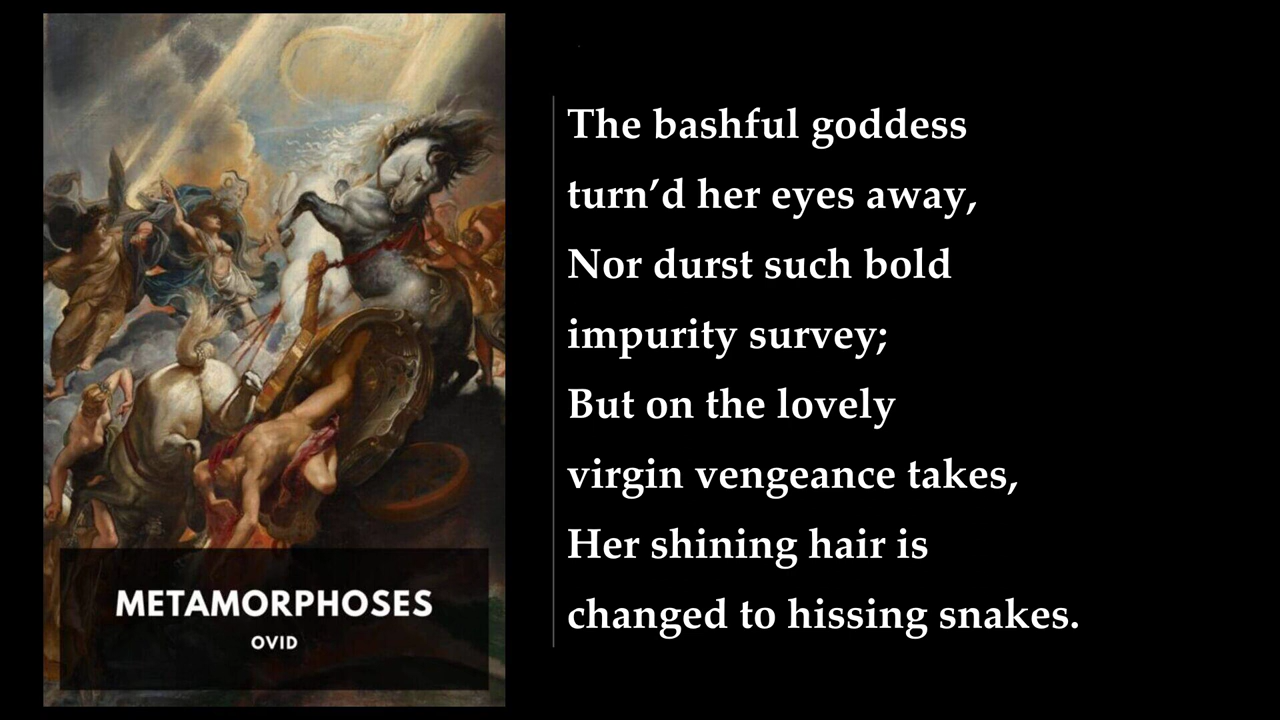 METAMORPHOSES
OVID
The bashful goddess
turn’d her eyes away,
Nor durst such bold
impurity survey;
But on the lovely
virgin vengeance takes,
Her shining hair is
changed to hissing snakes.